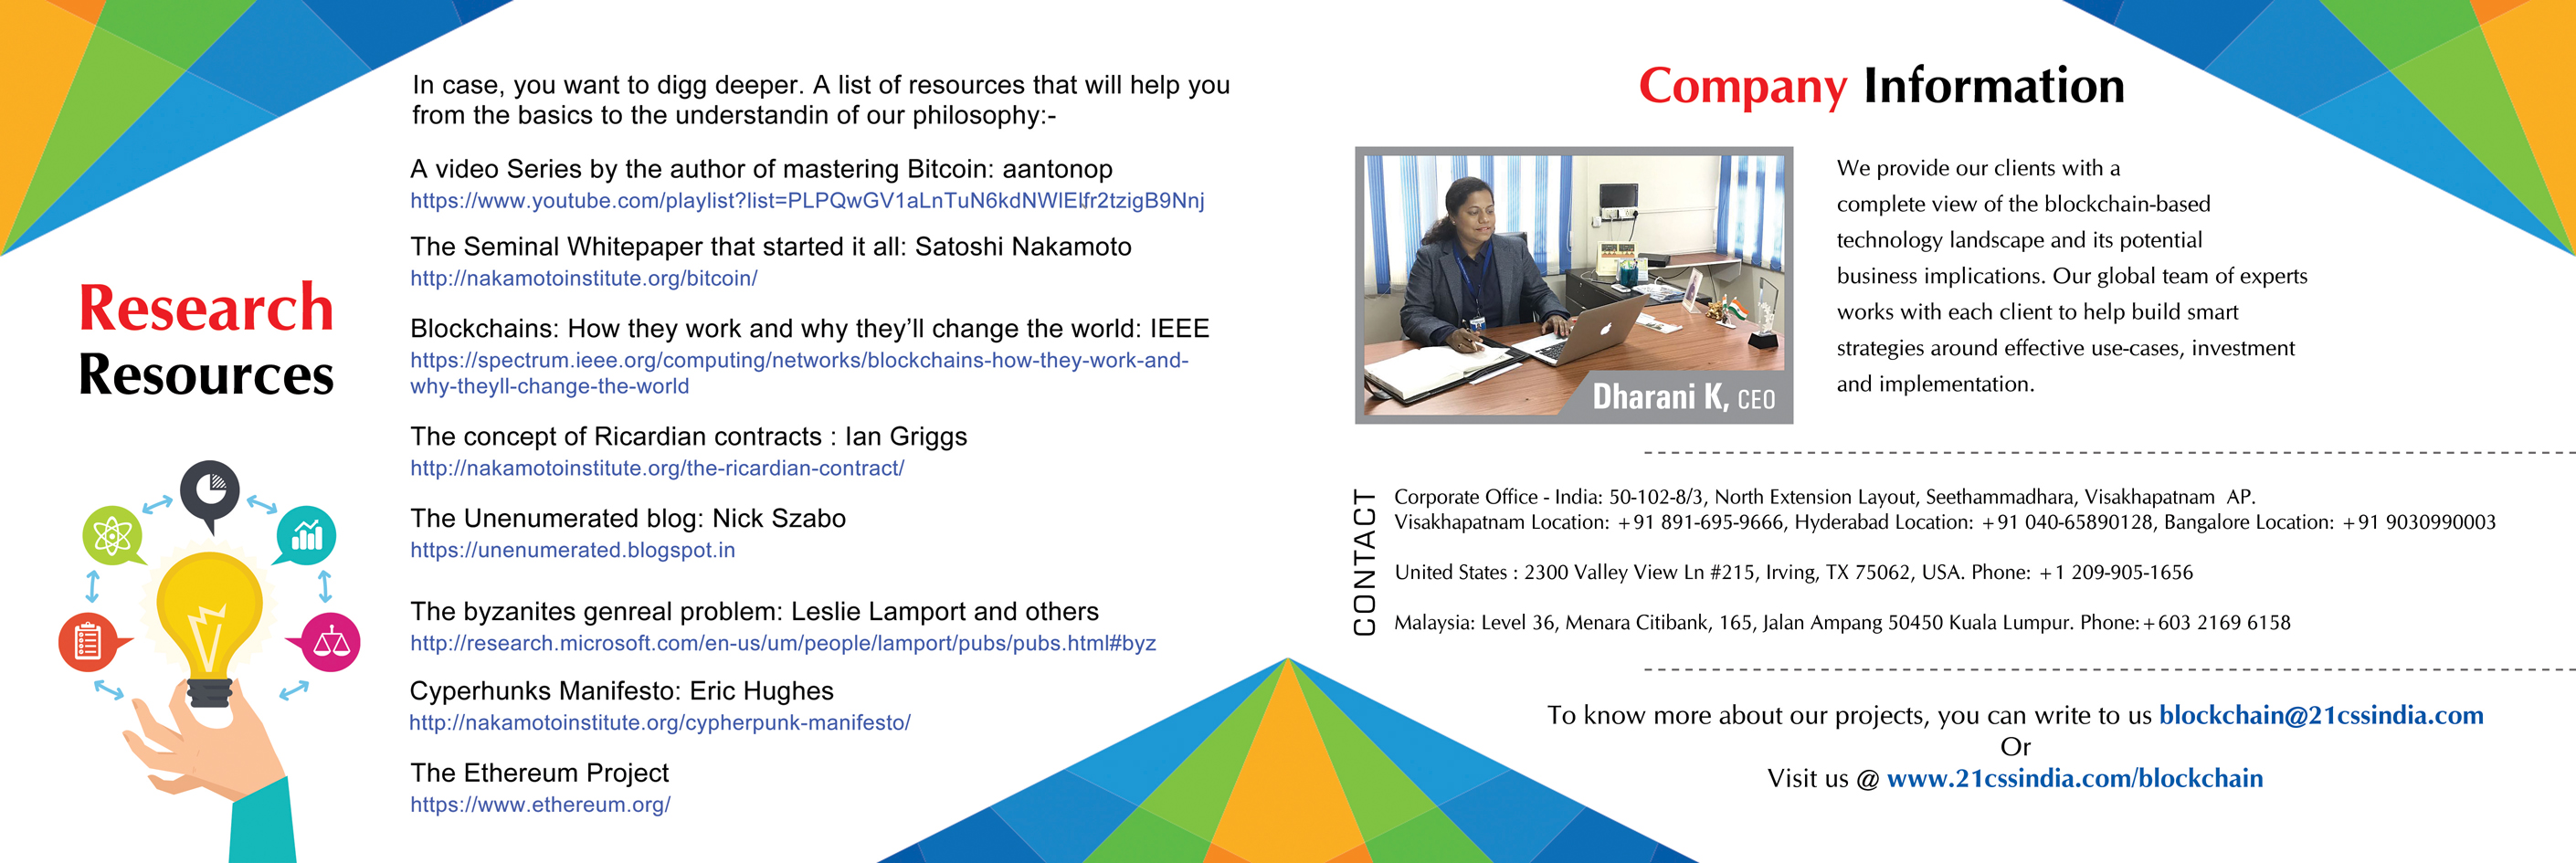 Research
Resources
In case, you want to digg deeper. A list of resources that will help you
from the basics to the understandin of our philosophy:-
A video Series by the author of mastering Bitcoin: aantonop
https://www.youtube.com/playlist?list=PLPQwGV1aLnTuN6kdNWlElfr2tzigB9Nnj
The Seminal Whitepaper that started it all: Satoshi Nakamoto
http://nakamotoinstitute.org/bitcoin/
Blockchains: How they work and why they’ll change the world: IEEE
https://spectrum.ieee.org/computing/networks/blockchains-how-they-work-and-
why-theyll-change-the-world
The concept of Ricardian contracts : Ian Griggs
http://nakamotoinstitute.org/the-ricardian-contract/
The Unenumerated blog: Nick Szabo
https://unenumerated.blogspot.in
The byzanites genreal problem: Leslie Lamport and others
http://research.microsoft.com/en-us/um/people/lamport/pubs/pubs.html#byz
Cyperhunks Manifesto: Eric Hughes
http://nakamotoinstitute.org/cypherpunk-manifesto/
The Ethereum Project
https://www.ethereum.org/
Company Information
Dharani K, CEO
We provide our clients with a
complete view of the blockchain-based
technology landscape and its potential
business implications. Our global team of experts
works with each client to help build smart
strategies around effective use-cases, investment
and implementation.
CONTACT
Corporate Office - India: 50-102-8/3, North Extension Layout, Seethammadhara, Visakhapatnam AP.
Visakhapatnam Location: +91 891-695-9666, Hyderabad Location: +91 040-65890128, Bangalore Location: +91 9030990003
United States : 2300 Valley View Ln #215, Irving, TX 75062, USA. Phone: +1 209-905-1656
Malaysia: Level 36, Menara Citibank, 165, Jalan Ampang 50450 Kuala Lumpur. Phone:+603 2169 6158
To know more about our projects, you can write to us blockchain@21cssindia.com
Or
Visit us @ www.21cssindia.com/blockchain